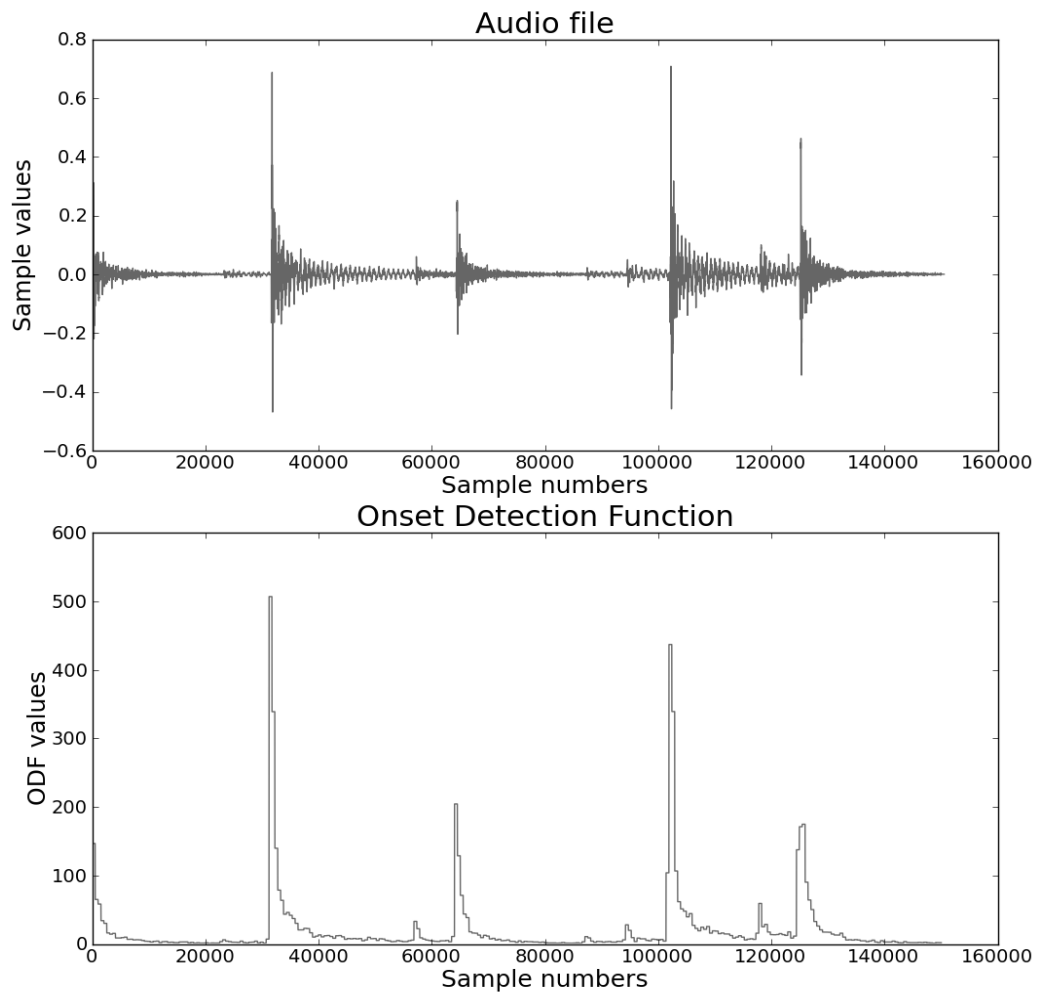 Audio file
0.8
0.6
0.4
0.2
0.0
−0.2
−0.4
−0.6
Sample values
0 20000 40000 60000 80000 100000 120000 140000 160000
Sample numbers
Onset Detection Function
600
500
400
300
200
100
0
ODF values
0 20000 40000 60000 80000 100000 120000 140000 160000
Sample numbers